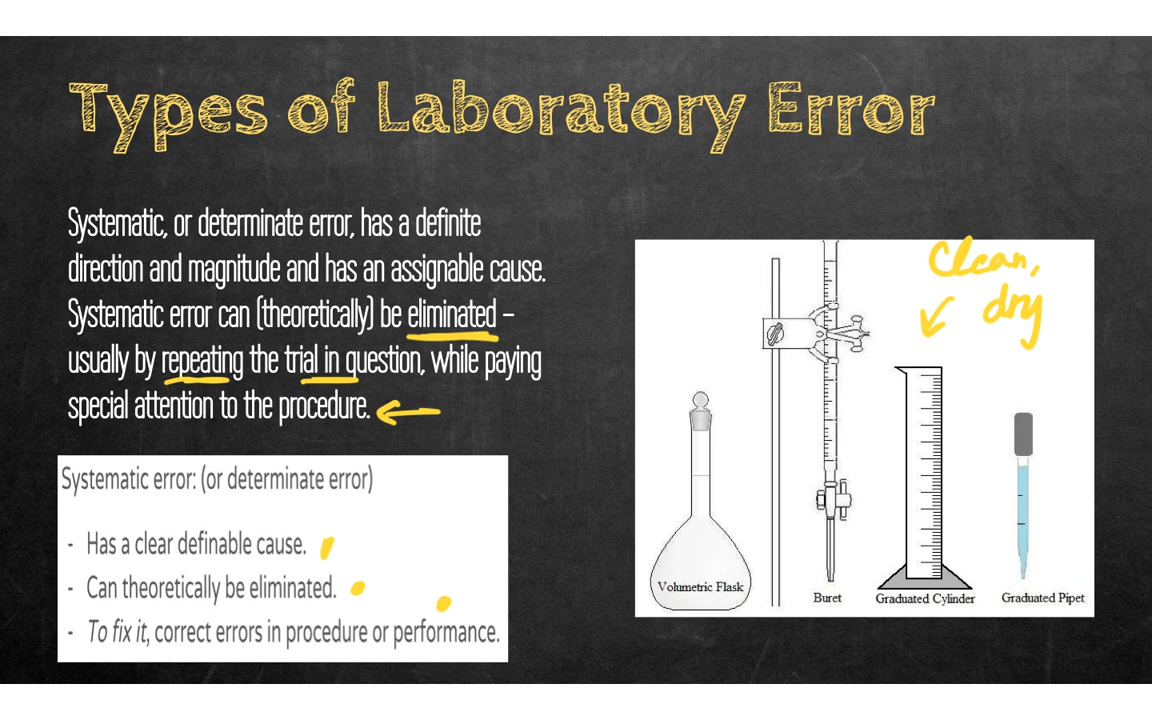 Types of Laboratory Error
Systematic, or determinate error, has a definite
direction and magnitude and has an assignable cause.
Systematic error can (theoretically) be eliminated –
usually by repeating the trial in question, while paying
special attention to the procedure.
Systematic error: (or determinate error)
- Has a clear definable cause.
- Can theoretically be eliminated.
- To fix it, correct errors in procedure or performance.
Clean,
dry
Volumetric Flask
Buret
Graduated Cylinder
Graduated Pipet